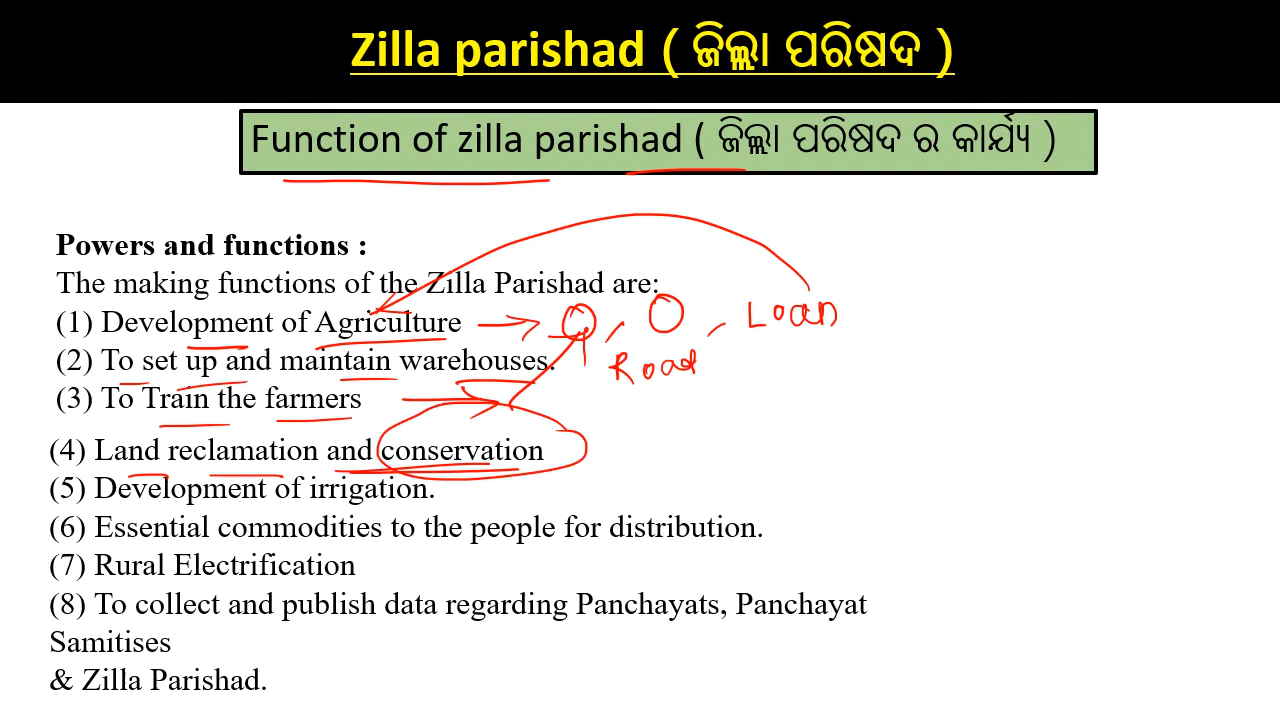 Zilla parishad ( ଜିଲ୍ଲା ପରିଷଦ )
Function of zilla parishad ( ଜିଲ୍ଲା ପରିଷଦ ର କାର୍ଯ୍ୟ )
Powers and functions :
The making functions of the Zilla Parishad are:
(1) Development of Agriculture
, , Loan
(2) To set up and maintain warehouses.
Road
(3) To Train the farmers
(4) Land reclamation and conservation
(5) Development of irrigation.
(6) Essential commodities to the people for distribution.
(7) Rural Electrification
(8) To collect and publish data regarding Panchayats, Panchayat
Samitises
& Zilla Parishad.